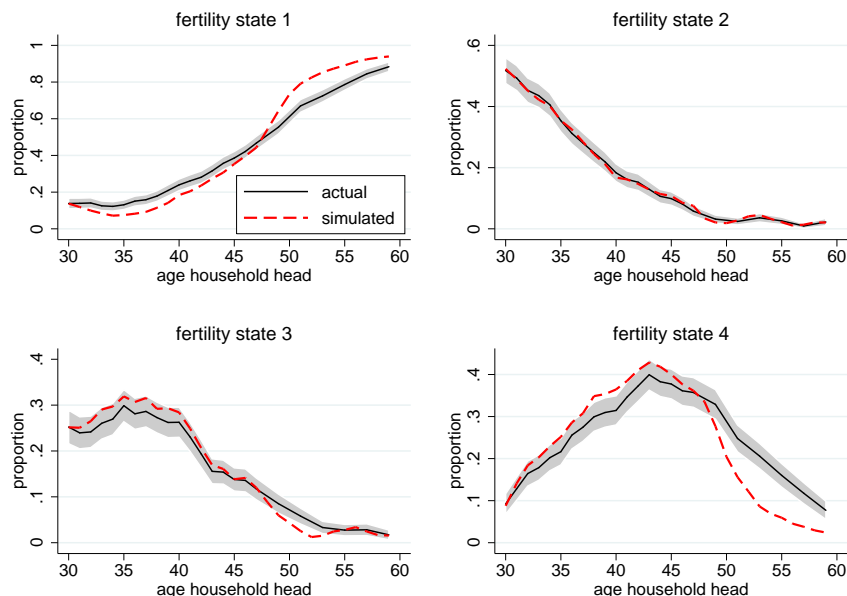 fertility state 1
proportion
0 .2 .4 .6 .8 1
actual
simulated
30 35 40 45 50 55 60
age household head
fertility state 2
proportion
0 .2 .4 .6
30 35 40 45 50 55 60
age household head
fertility state 3
proportion
0 .1 .2 .3 .4
30 35 40 45 50 55 60
age household head
fertility state 4
proportion
0 .1 .2 .3 .4
30 35 40 45 50 55 60
age household head